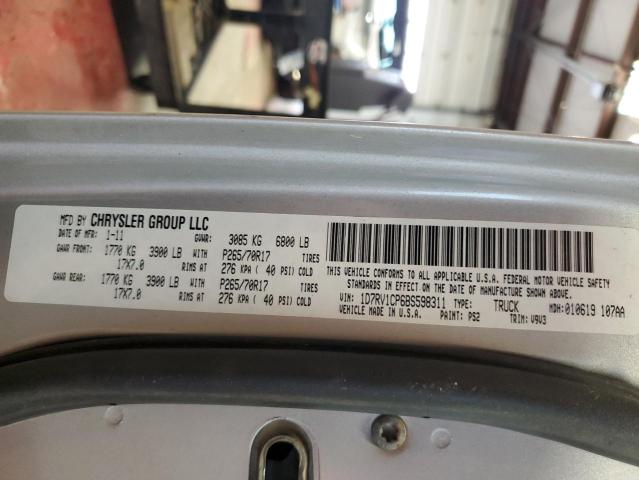 MFD BY CHRYSLER GROUP LLC
DATE OF MFR: 1-11 GVWR: 3085 KG 6800 LB
GAWR FRONT: 1770 KG 3900 LB WITH P265/70R17 TIRES
17X7.0 RIMS AT 276 KPA ( 40 PSI) COLD
GAWR REAR: 1770 KG 3900 LB WITH P265/70R17 TIRES
17X7.0 RIMS AT 276 KPA ( 40 PSI) COLD
THIS VEHICLE CONFORMS TO ALL APPLICABLE U.S.A. FEDERAL MOTOR VEHICLE SAFETY
STANDARDS IN EFFECT ON THE DATE OF MANUFACTURE SHOWN ABOVE.
VIN: 1D7RV1CP6BS598311 TYPE: TRUCK MDH: 010619 107AA
VEHICLE MADE IN U.S.A. PAINT: PS2 TRIM: V9V3